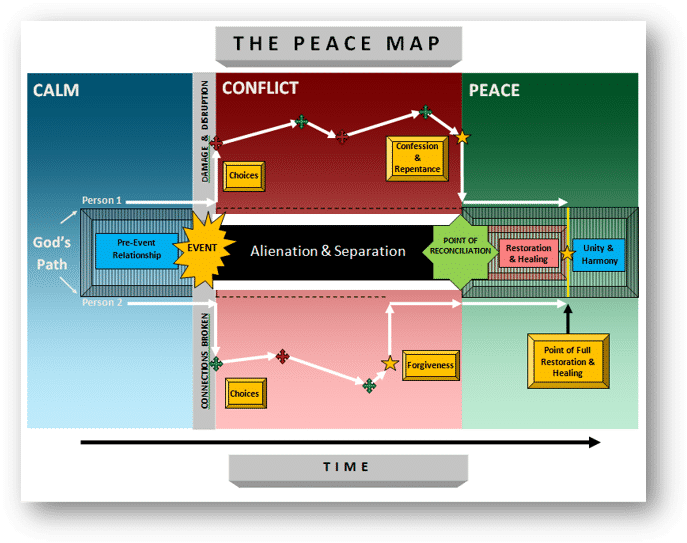 THE PEACE MAP
CALM
CONFLICT
PEACE
DAMAGE & DISRUPTION
Choices
Confession
&
Repentance
Person 1
God's
Path
Pre-Event
Relationship
EVENT
Alienation & Separation
POINT OF
RECONCILIATION
Restoration
& Healing
Unity &
Harmony
Person 2
CONNECTIONS BROKEN
Choices
Forgiveness
Point of Full
Restoration &
Healing
TIME